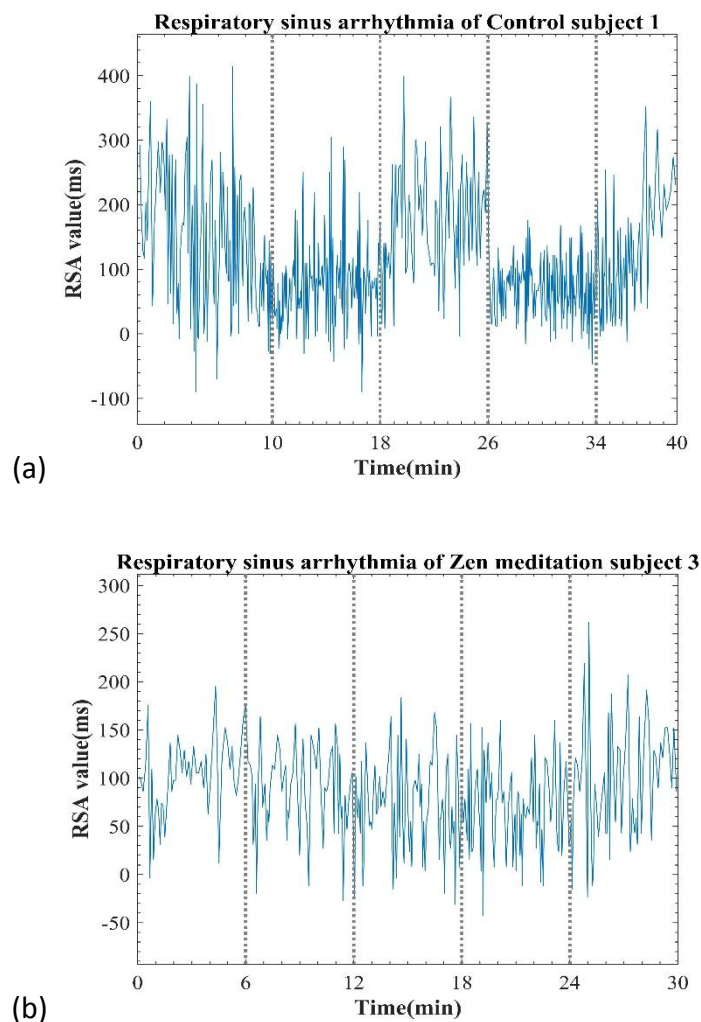 Respiratory sinus arrhythmia of Control subject 1
400
300
200
100
0
-100
RSA value(ms)
0 10 18 26 34 40
Time(min)
(a)
Respiratory sinus arrhythmia of Zen meditation subject 3
300
250
200
150
100
50
0
-50
RSA value(ms)
0 6 12 18 24 30
Time(min)
(b)